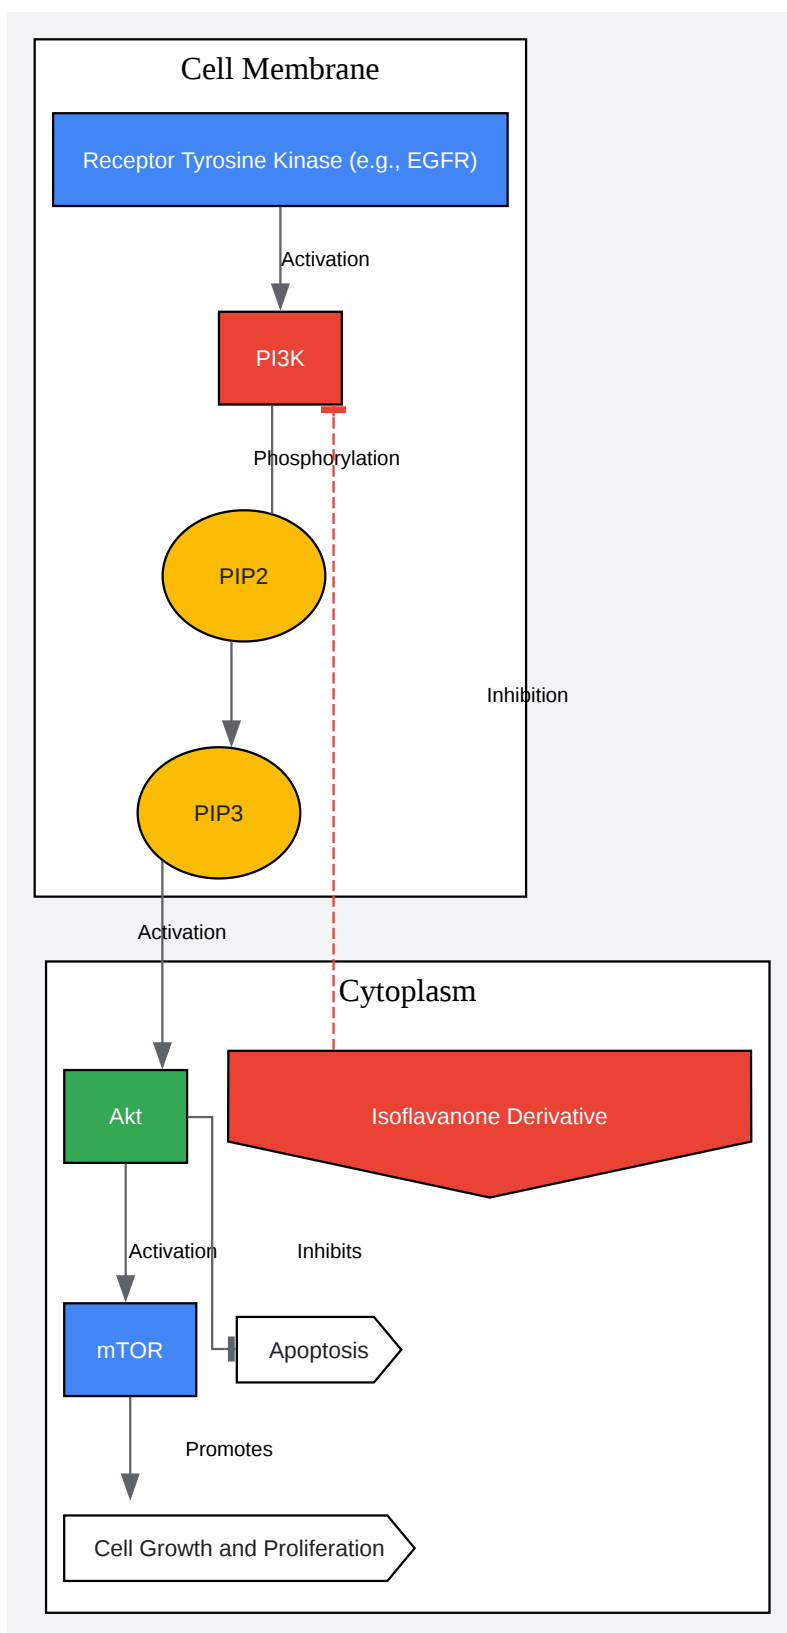 Cell Membrane
Receptor Tyrosine Kinase (e.g., EGFR)
Activation
PI3K
Phosphorylation
PIP2
Inhibition
PIP3
Activation
Cytoplasm
Akt
Isoflavanone Derivative
Activation
Inhibits
mTOR
Apoptosis
Promotes
Cell Growth and Proliferation